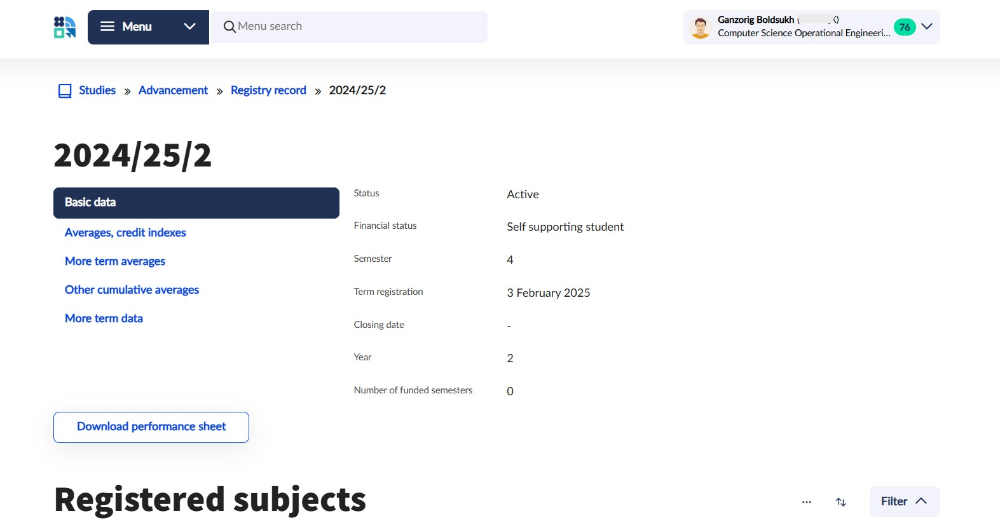 Menu
Menu search
Ganzorig Boldsukh
Computer Science Operational Engineeri...
76
Studies » Advancement » Registry record » 2024/25/2
2024/25/2
Basic data
Averages, credit indexes
More term averages
Other cumulative averages
More term data
Status Active
Financial status Self supporting student
Semester 4
Term registration 3 February 2025
Closing date -
Year 2
Number of funded semesters 0
Download performance sheet
Registered subjects
... Filter